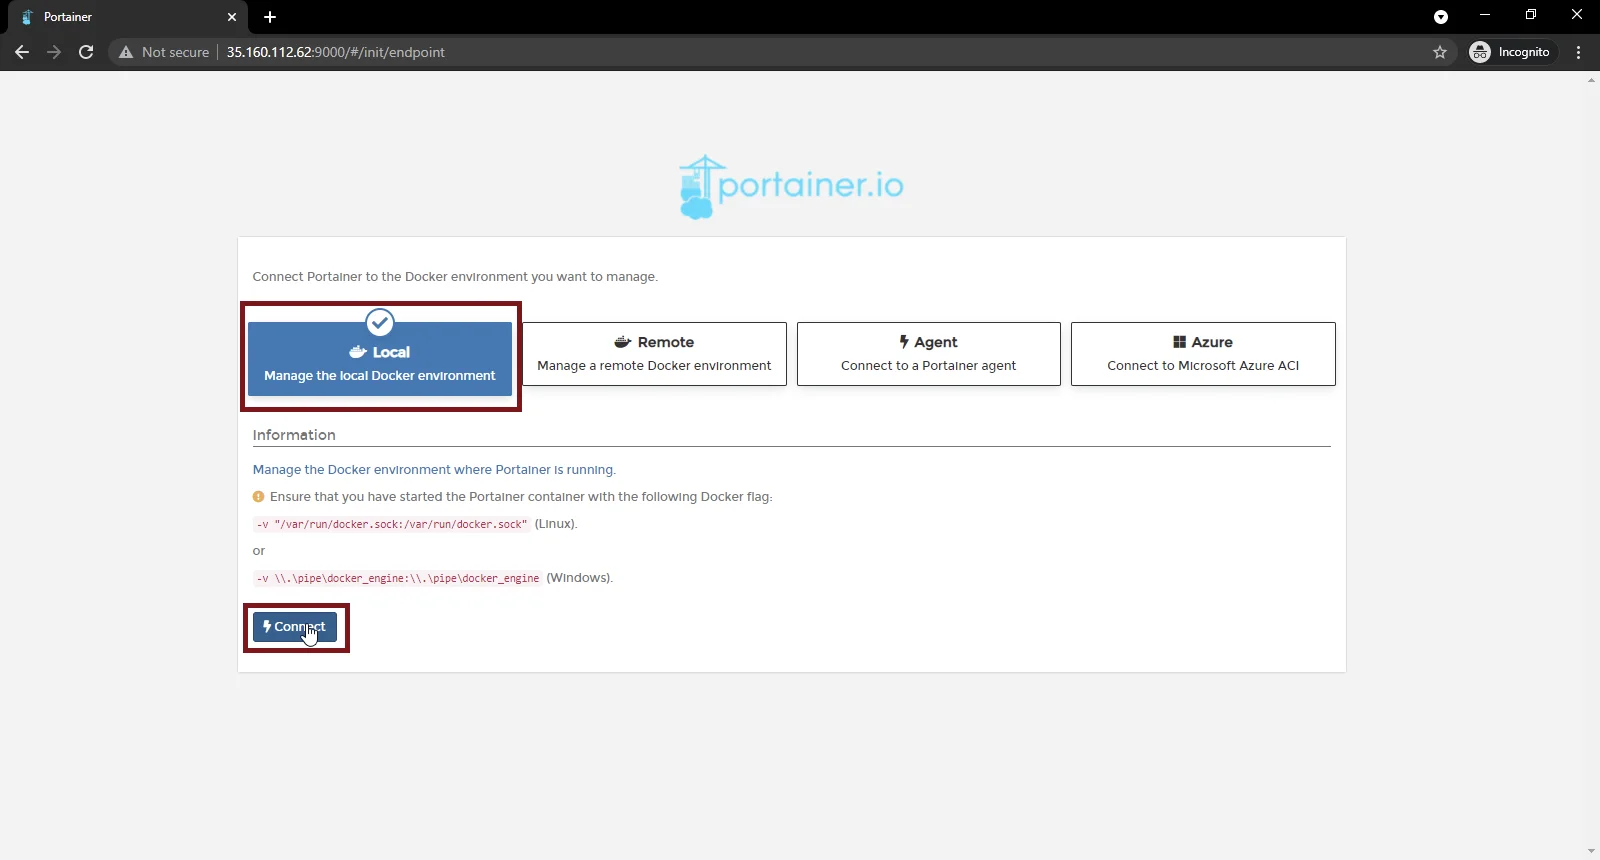 Portainer
Not secure
35.160.112.62:9000/#/init/endpoint
Incognito
portainer.io
Connect Portainer to the Docker environment you want to manage.
Local
Manage the local Docker environment
Remote
Manage a remote Docker environment
Agent
Connect to a Portainer agent
Azure
Connect to Microsoft Azure ACI
Information
Manage the Docker environment where Portainer is running.
Ensure that you have started the Portainer container with the following Docker flag:
-v "/var/run/docker.sock:/var/run/docker.sock" (Linux).
or
-v \\.\pipe\docker_engine:\\.\pipe\docker_engine (Windows).
Connect